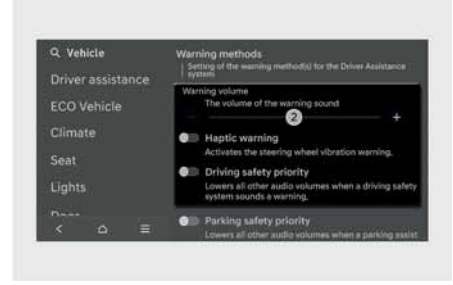 Vehicle
Driver assistance
ECO Vehicle
Climate
Seat
Lights
Door
Warning methods
Setting of the warning method(s) for the Driver Assistance
system
Warning volume
The volume of the warning sound
- 2 +
Haptic warning
Activates the steering wheel vibration warning.
Driving safety priority
Lowers all other audio volumes when a driving safety
system sounds a warning.
Parking safety priority
Lowers all other audio volumes when a parking assist